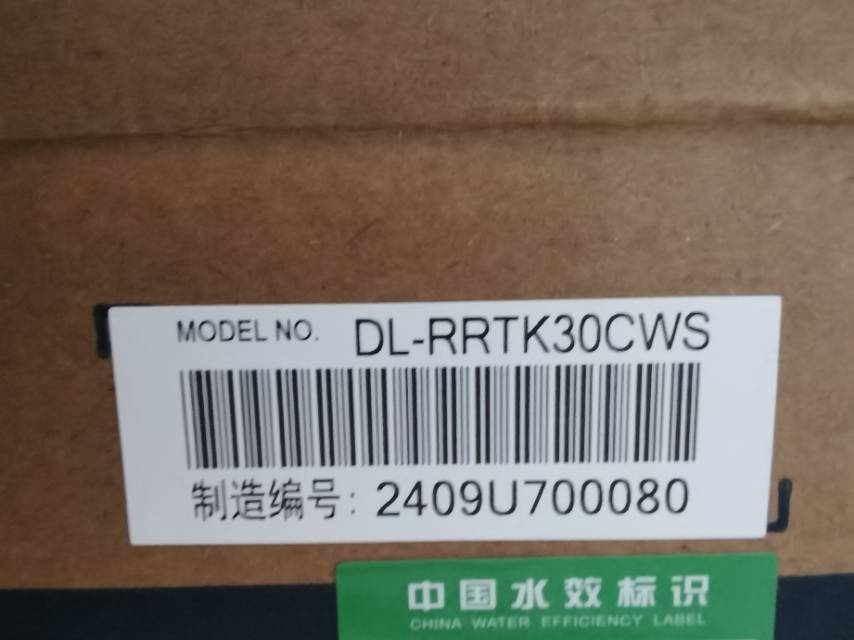 MODEL NO. DL-RRTK30CWS
制造编号: 2409U700080
中国水效标识
CHINA WATER EFFICIENCY LABEL